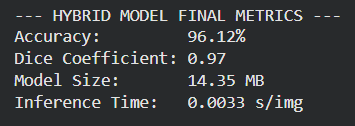 --- HYBRID MODEL FINAL METRICS ---
Accuracy:         96.12%
Dice Coefficient: 0.97
Model Size:       14.35 MB
Inference Time:   0.0033 s/img